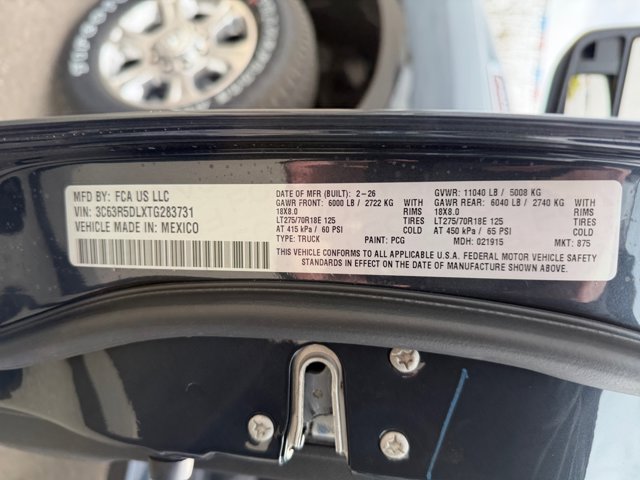 MFD BY: FCA US LLC
VIN: 3C63R5DLXTG283731
VEHICLE MADE IN: MEXICO
DATE OF MFR (BUILT): 2-26 GVWR: 11040 LB / 5008 KG
GAWR FRONT: 6000 LB / 2722 KG WITH GAWR REAR: 6040 LB / 2740 KG WITH
18X8.0 RIMS 18X8.0 RIMS
LT275/70R18E 125 TIRES LT275/70R18E 125 TIRES
AT 415 kPa / 60 PSI COLD AT 450 kPa / 65 PSI COLD
TYPE: TRUCK PAINT: PCG MDH: 021915 MKT: 875
THIS VEHICLE CONFORMS TO ALL APPLICABLE U.S.A. FEDERAL MOTOR VEHICLE SAFETY
STANDARDS IN EFFECT ON THE DATE OF MANUFACTURE SHOWN ABOVE.